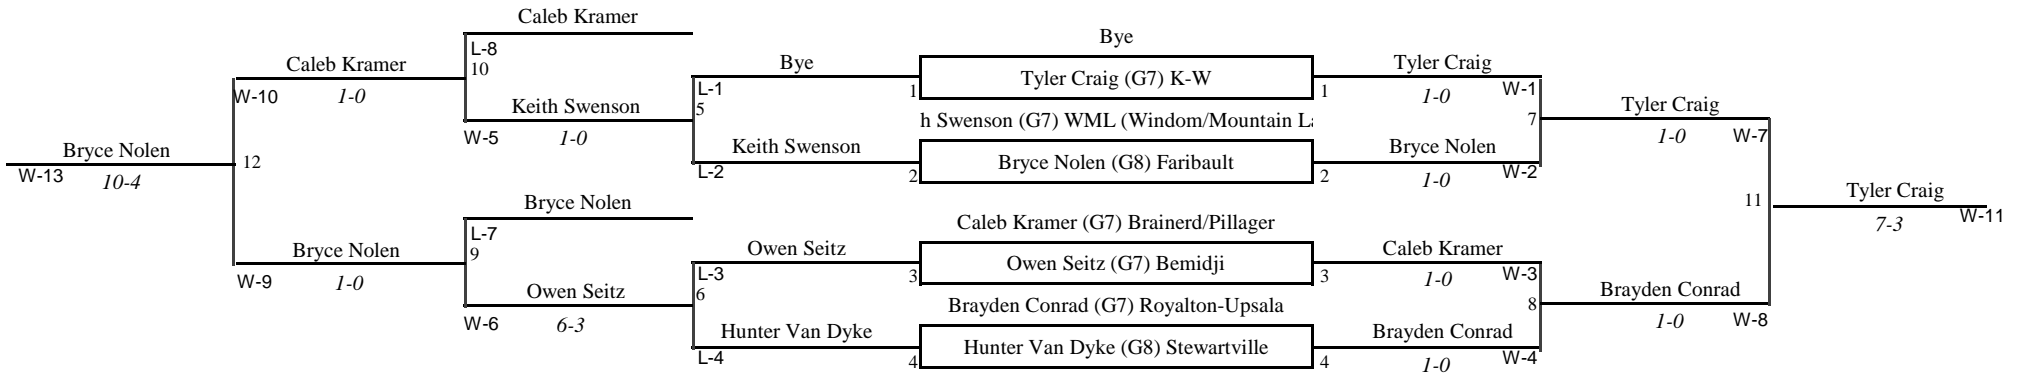 Caleb Kramer
L-8
10
Caleb Kramer
W-10
1-0
Keith Swenson
W-5
1-0
Bryce Nolen
W-13
10-4
12
Bryce Nolen
L-7
9
Bryce Nolen
W-9
1-0
Owen Seitz
W-6
6-3
Bye
L-1
5
1
Keith Swenson
L-2
2
Owen Seitz
L-3
6
3
Hunter Van Dyke
L-4
4
Bye
Tyler Craig (G7) K-W
h Swenson (G7) WML (Windom/Mountain La
Bryce Nolen (G8) Faribault
Caleb Kramer (G7) Brainerd/Pillager
Owen Seitz (G7) Bemidji
Brayden Conrad (G7) Royalton-Upsala
Hunter Van Dyke (G8) Stewartville
Tyler Craig
1
1-0
W-1
7
Bryce Nolen
2
1-0
W-2
Caleb Kramer
3
1-0
W-3
8
Brayden Conrad
4
1-0
W-4
Tyler Craig
1-0
W-7
11
Brayden Conrad
1-0
W-8
Tyler Craig
7-3
W-11